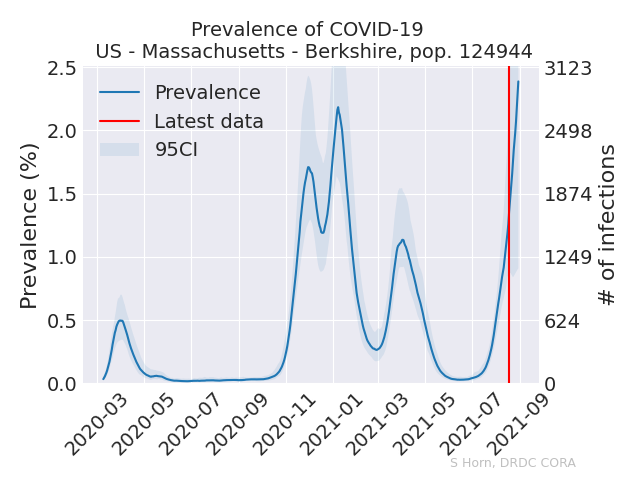 Prevalence of COVID-19
US - Massachusetts - Berkshire, pop. 124944
2.5
2.0
1.5
1.0
0.5
0.0
Prevalence (%)
Prevalence
Latest data
95CI
3123
2498
1874
1249
624
0
# of infections
2020-03
2020-05
2020-07
2020-09
2020-11
2021-01
2021-03
2021-05
2021-07
2021-09
S Horn, DRDC CORA